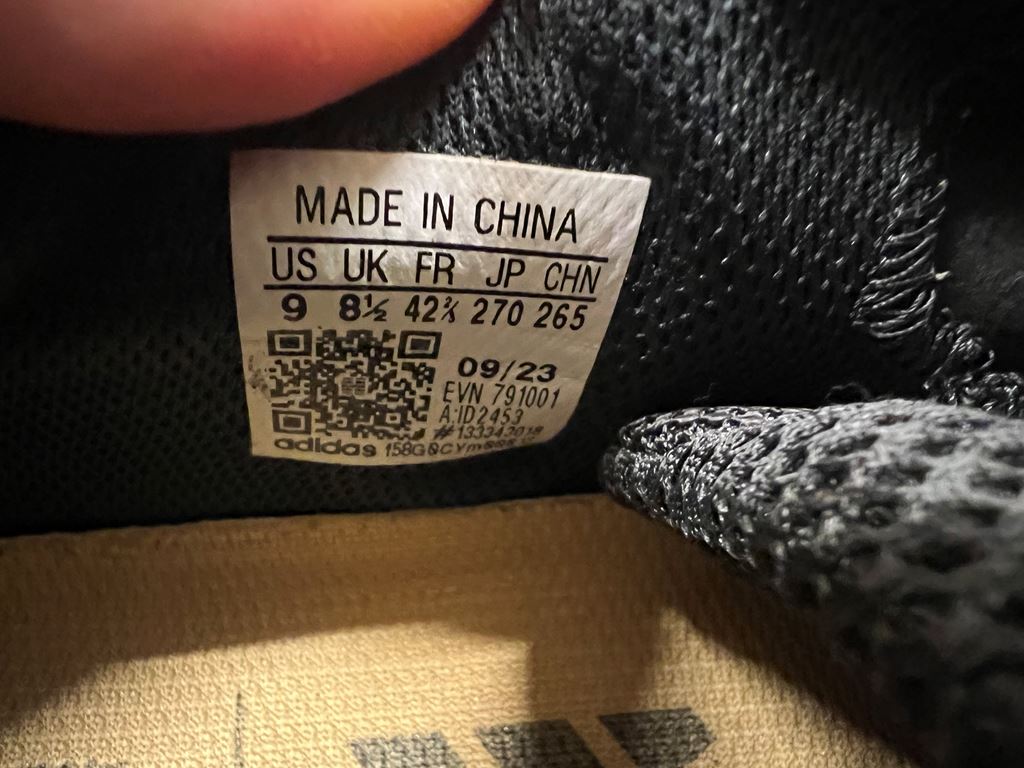 MADE IN CHINA
US UK FR JP CHN
9 8½ 42⅔ 270 265
09/23
EVN 791001
A:ID2453
#133342018
adidas